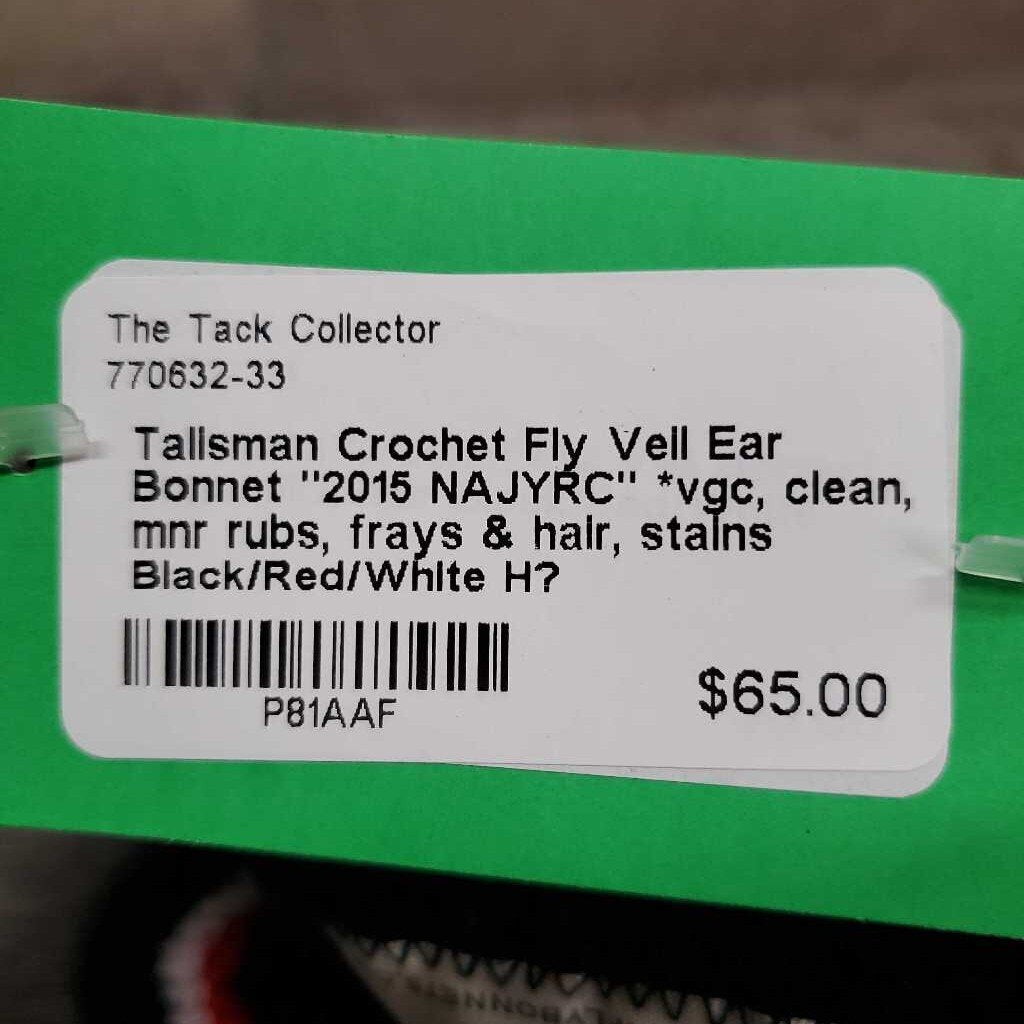 The Tack Collector
770632-33
Talisman Crochet Fly Veil Ear
Bonnet "2015 NAJYRC" *vgc, clean,
mnr rubs, frays & hair, stains
Black/Red/White H?
P81AAF
$65.00